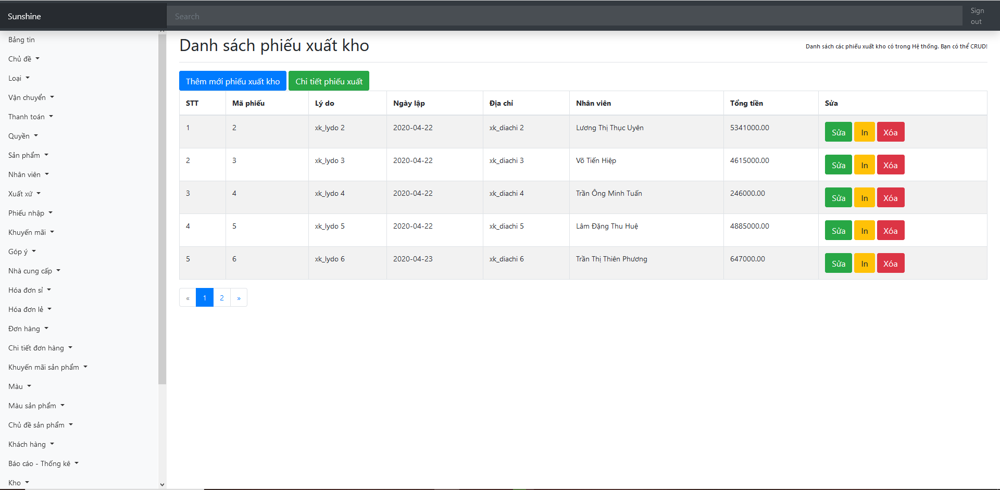 Sunshine
Search
Sign
out
Bảng tin
Chủ đề
Loại
Vận chuyển
Thanh toán
Quyền
Sản phẩm
Nhân viên
Xuất xứ
Phiếu nhập
Khuyến mãi
Góp ý
Nhà cung cấp
Hóa đơn sỉ
Hóa đơn lẻ
Đơn hàng
Chi tiết đơn hàng
Khuyến mãi sản phẩm
Màu
Màu sản phẩm
Chủ đề sản phẩm
Khách hàng
Báo cáo - Thống kê
Kho
Danh sách phiếu xuất kho
Danh sách các phiếu xuất kho có trong Hệ thống. Bạn có thể CRUD!
Thêm mới phiếu xuất kho Chi tiết phiếu xuất
STT Mã phiếu Lý do Ngày lập Địa chỉ Nhân viên Tổng tiền Sửa
1 2 xk_lydo 2 2020-04-22 xk_diachi 2 Lương Thị Thục Uyên 5341000.00 Sửa In Xóa
2 3 xk_lydo 3 2020-04-22 xk_diachi 3 Võ Tiến Hiệp 4615000.00 Sửa In Xóa
3 4 xk_lydo 4 2020-04-22 xk_diachi 4 Trần Ông Minh Tuấn 246000.00 Sửa In Xóa
4 5 xk_lydo 5 2020-04-22 xk_diachi 5 Lâm Đặng Thu Huệ 4885000.00 Sửa In Xóa
5 6 xk_lydo 6 2020-04-23 xk_diachi 6 Trần Thị Thiên Phương 647000.00 Sửa In Xóa
« 1 2 »